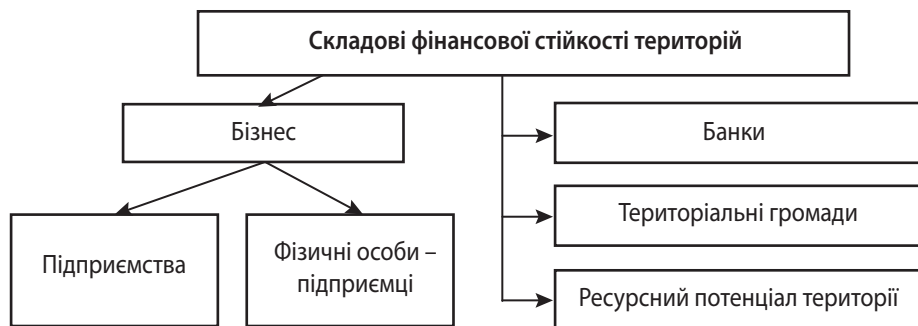 Складові фінансової стійкості територій
Бізнес
Банки
Територіальні громади
Підприємства
Фізичні особи –
підприємці
Ресурсний потенціал території